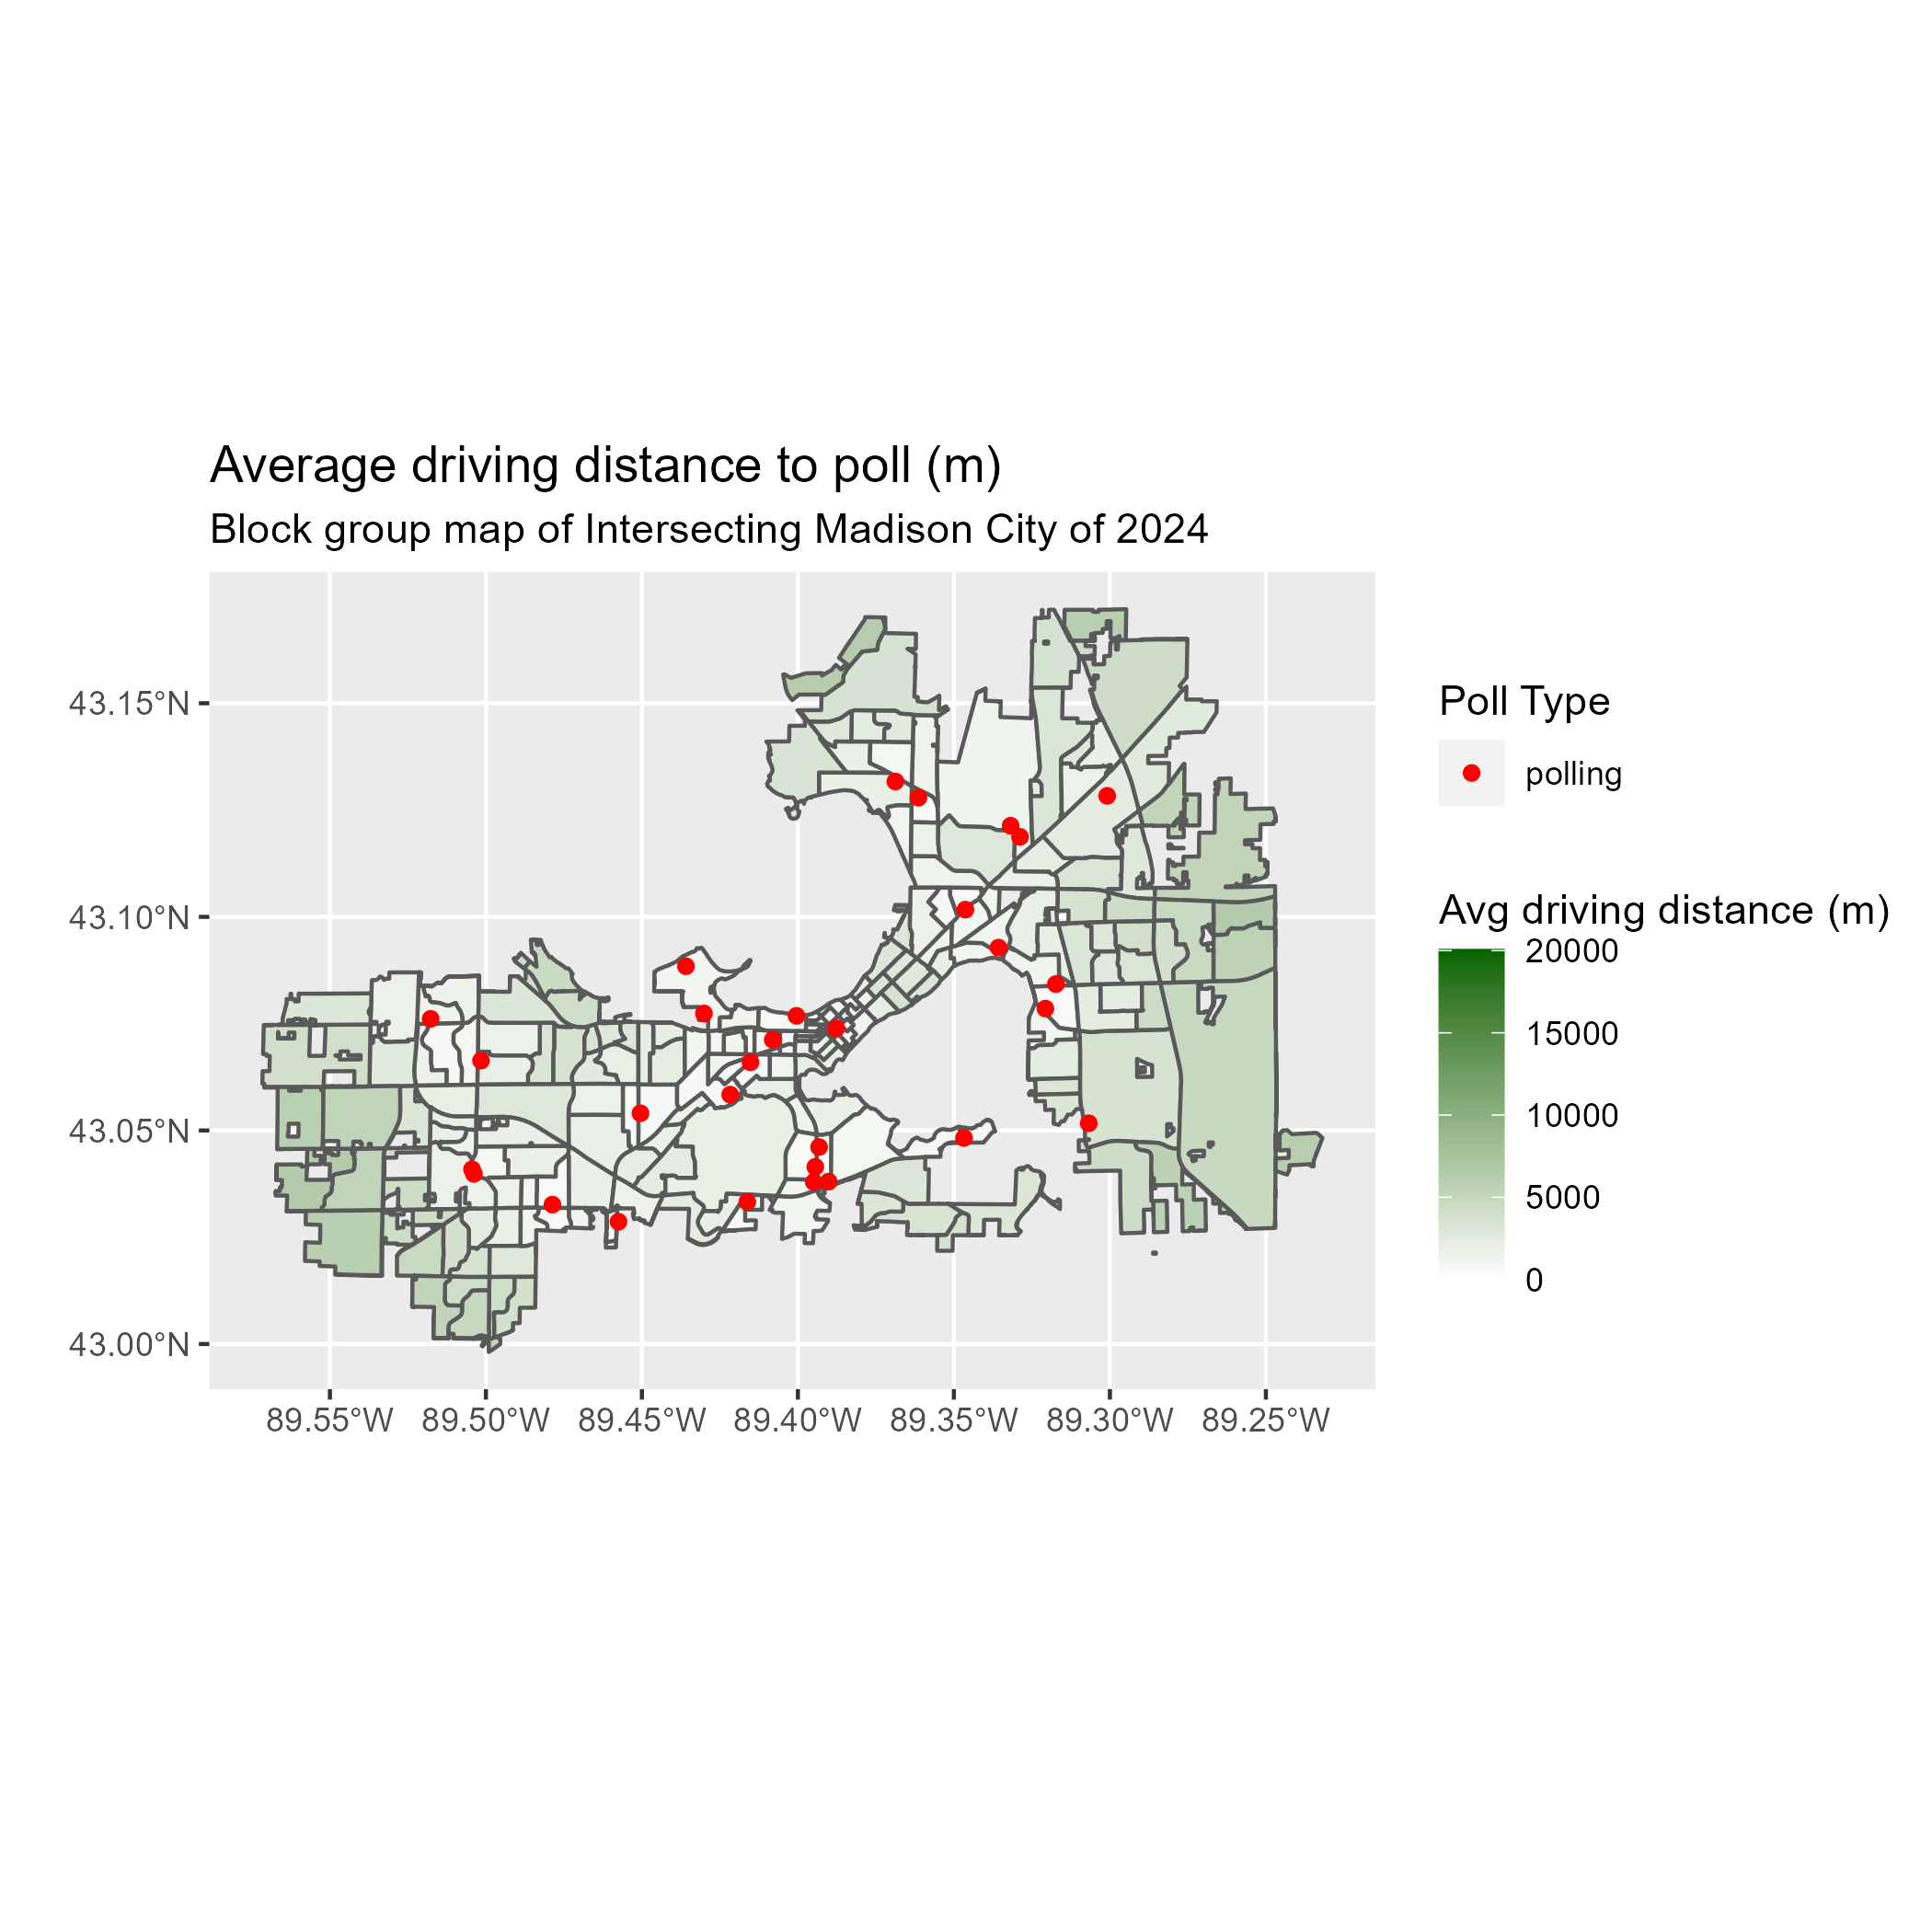 Average driving distance to poll (m)
Block group map of Intersecting Madison City of 2024
43.15°N
43.10°N
43.05°N
43.00°N
89.55°W
89.50°W
89.45°W
89.40°W
89.35°W
89.30°W
89.25°W
Poll Type
polling
Avg driving distance (m)
20000
15000
10000
5000
0